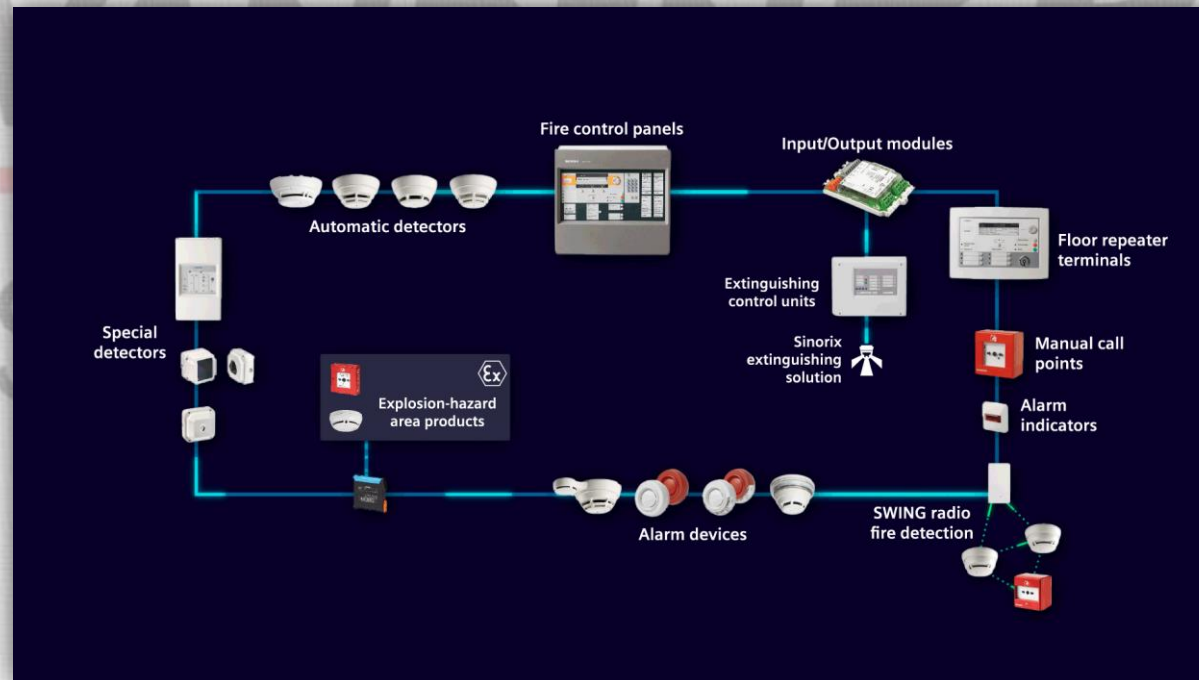 Fire control panels
Input/Output modules
Automatic detectors
Floor repeater
terminals
Extinguishing
control units
Special
detectors
Sinorix
extinguishing
solution
Manual call
points
Ex
Explosion-hazard
area products
Alarm
indicators
SWING radio
fire detection
Alarm devices